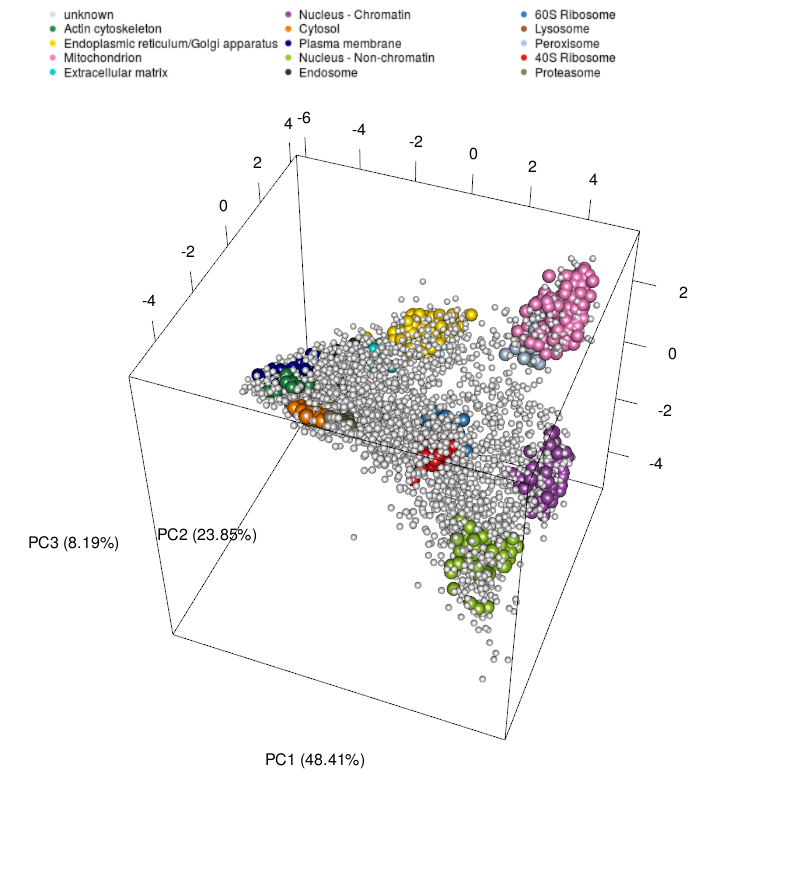 unknown Nucleus - Chromatin 60S Ribosome
Actin cytoskeleton Cytosol Lysosome
Endoplasmic reticulum/Golgi apparatus Plasma membrane Peroxisome
Mitochondrion Nucleus - Non-chromatin 40S Ribosome
Extracellular matrix Endosome Proteasome
4 -6 -4 -2 0 2 4
2
0
-2
-4
2
0
-2
-4
PC3 (8.19%) PC2 (23.85%)
PC1 (48.41%)